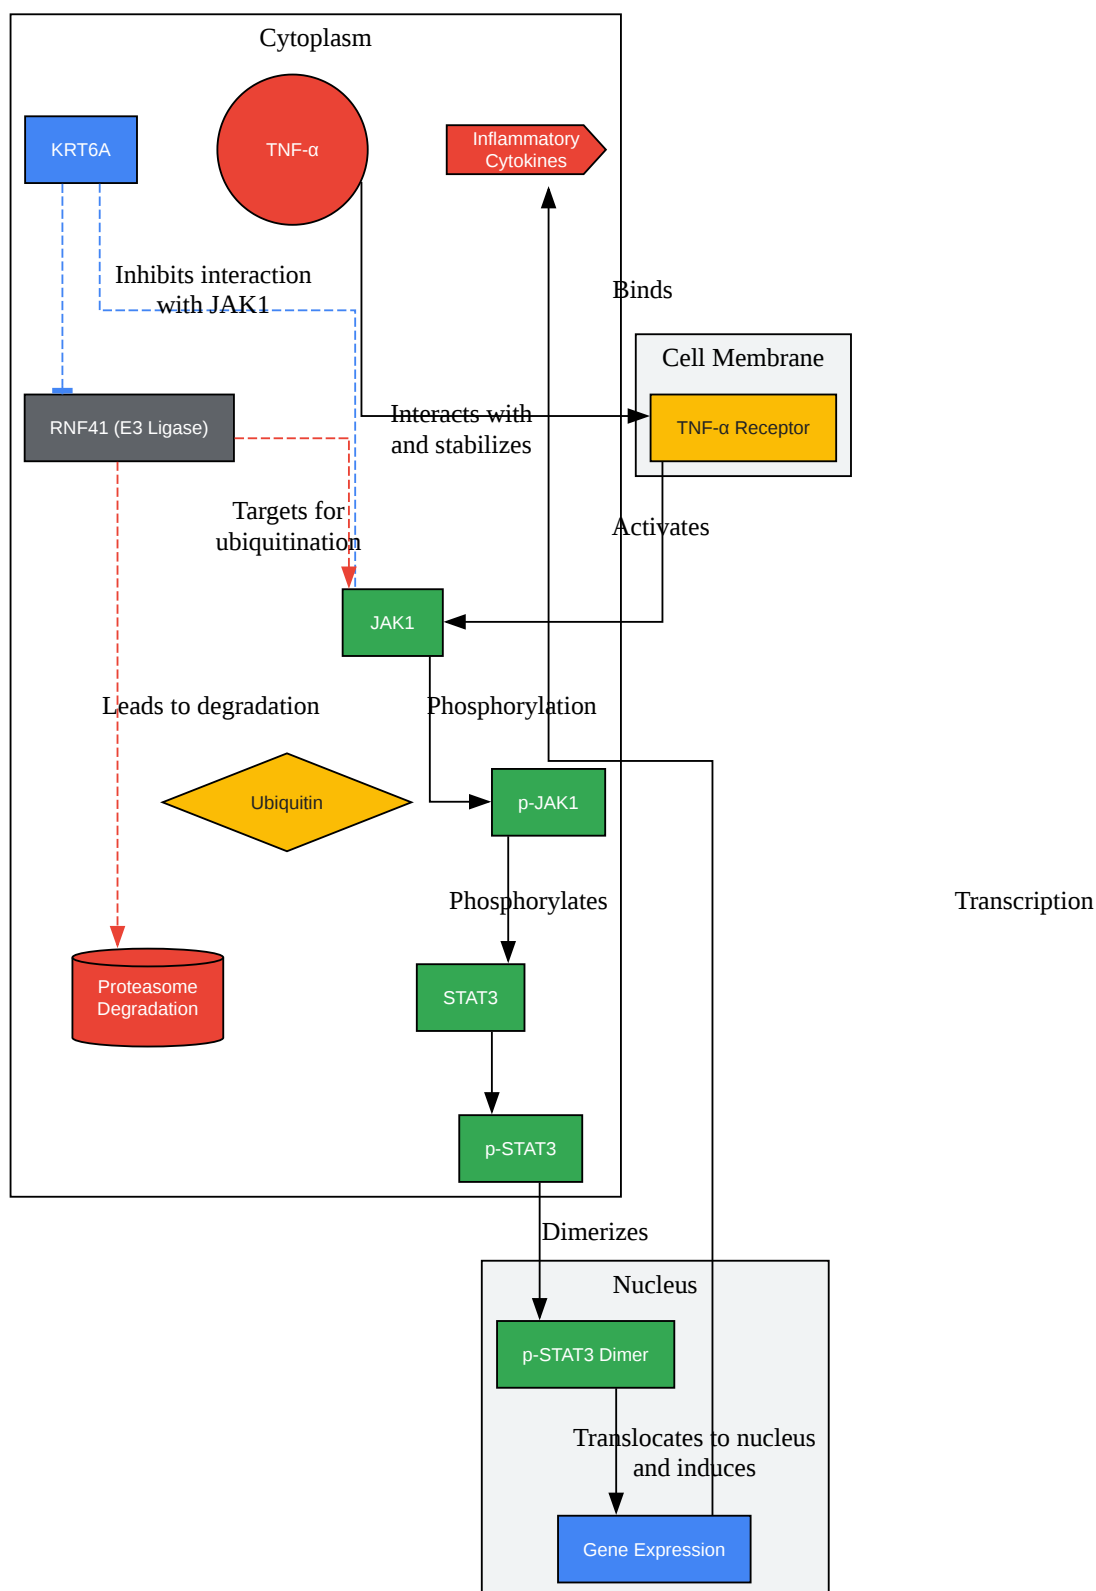 Cytoplasm
KRT6A
TNF-α
Inflammatory
Cytokines
Inhibits interaction
with JAK1
Binds
Cell Membrane
RNF41 (E3 Ligase)
Interacts with
and stabilizes
TNF-α Receptor
Targets for
ubiquitination
Activates
JAK1
Leads to degradation
Phosphorylation
Ubiquitin
p-JAK1
Phosphorylates
Transcription
Proteasome
Degradation
STAT3
p-STAT3
Dimerizes
Nucleus
p-STAT3 Dimer
Translocates to nucleus
and induces
Gene Expression